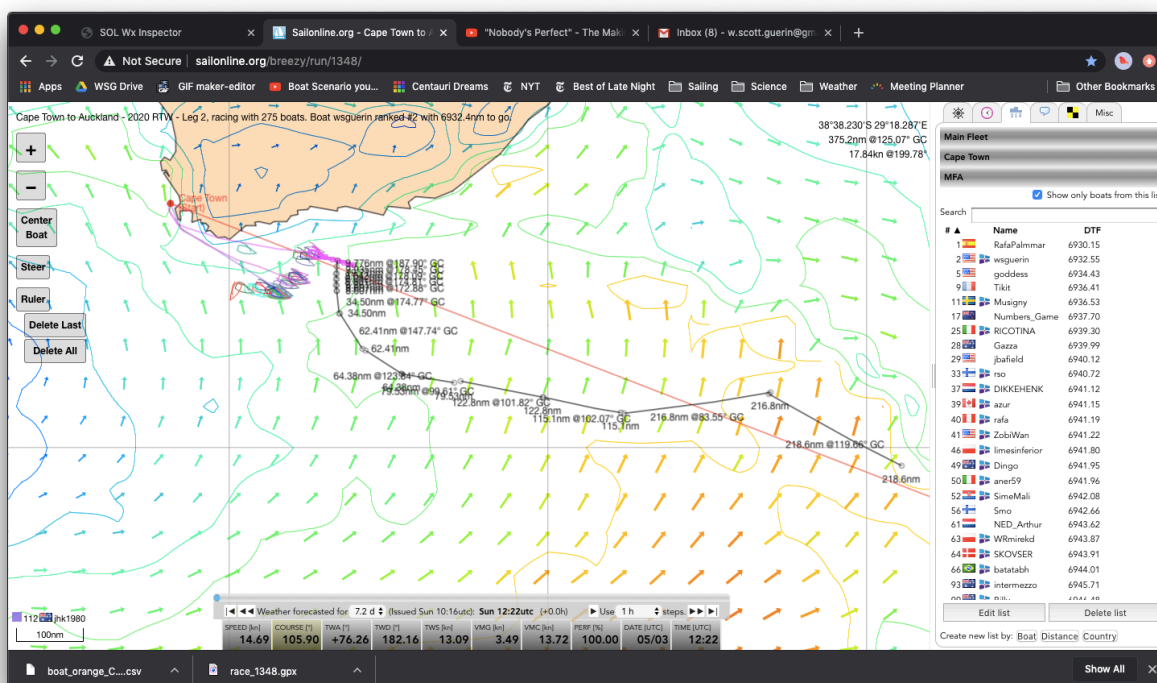 SOL Wx Inspector
Sailonline.org - Cape Town to A
"Nobody's Perfect" - The Mak
Inbox (8) - w.scott.guerin@gm
Not Secure | sailonline.org/breezy/run/1348/
Apps WSG Drive GIF maker-editor Boat Scenario you... Centauri Dreams NYT Best of Late Night Sailing Science Weather Meeting Planner Other Bookmarks
Cape Town to Auckland - 2020 RTW - Leg 2, racing with 275 boats. Boat wsguerin ranked #2 with 6932.4nm to go.
38°38.230'S 29°18.287'E
375.2nm @125.07° GC
17.84kn @199.78°
+
−
Center Boat
Steer
Ruler
Delete Last
Delete All
Cape Town
(Start)
9.776nm @187.90° GC
34.50nm @174.77° GC
34.50nm
62.41nm @147.74° GC
62.41nm
64.38nm @123.84° GC
79.53nm @99.61° GC
79.53nm
122.8nm @101.82° GC
122.8nm
115.1nm @102.07° GC
115.1nm
216.8nm @83.55° GC
216.8nm
218.6nm @119.66° GC
218.6nm
112 jhk1980
100nm
Weather forecasted for 7.2 d (Issued Sun 10:16utc): Sun 12:22utc (+0.0h) Use 1 h steps.
SPEED [kn] COURSE [°] TWA [°] TWD [°] TWS [kn] VMG [kn] VMC [kn] PERF [%] DATE [UTC] TIME [UTC]
14.69 105.90 +76.26 182.16 13.09 3.49 13.72 100.00 05/03 12:22
Misc
Main Fleet
Cape Town
MFA
Show only boats from this lis
Search
# ▲ Name DTF
1 RafaPalmmar 6930.15
2 wsguerin 6932.55
5 goddess 6934.43
9 Tikit 6936.41
11 Musigny 6936.53
17 Numbers_Game 6937.70
25 RICOTINA 6939.30
28 Gazza 6939.99
29 jbafield 6940.12
33 rso 6940.72
37 DIKKEHENK 6941.12
39 azur 6941.15
40 rafa 6941.19
41 ZobiWan 6941.22
46 limesinferior 6941.80
49 Dingo 6941.95
50 aner59 6941.96
52 SimeMali 6942.08
56 Smo 6942.66
61 NED_Arthur 6943.62
63 WRmirekd 6943.87
64 SKOVSER 6943.91
66 batatabh 6944.01
93 intermezzo 6945.71
Edit list Delete list
Create new list by: Boat Distance Country
boat_orange_C....csv
race_1348.gpx
Show All